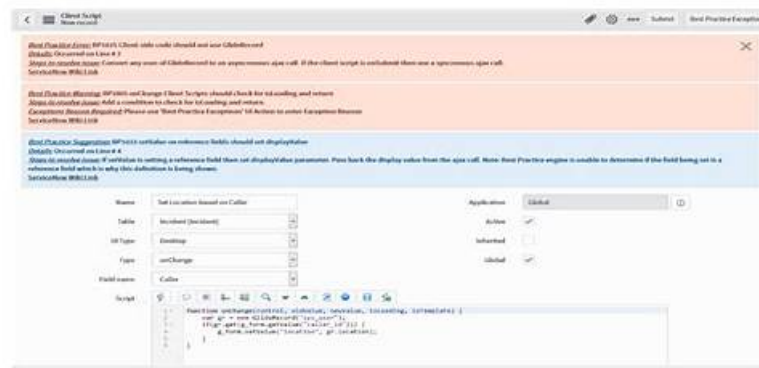 Client Script
New record
Submit
Best Practice Exception
Best Practice Error: BP1035 Client side code should not use GlideRecord
Details: Occurred on Line # 3
Steps to resolve issue: Convert any uses of GlideRecord to an asyncronous ajax call. If the client script is onSubmit then use a syncronous ajax call.
ServiceNow Wiki Link
Best Practice Warning: onChange Client Scripts should check for isLoading and return
Steps to resolve issue: Add a condition to check for isLoading and return.
Exceptions Reason Required: Please use 'Best Practice Exceptions' UI Action to enter Exception Reason
ServiceNow Wiki Link
Best Practice Suggestion: setValue on reference fields should set displayValue
Details: Occurred on Line # 4
Steps to resolve issue: If setValue is setting a reference field then set displayValue parameter. Pass back the display value from the ajax call. Note: Best Practice engine is unable to determine if the field being set is a
reference field which is why this definition is being shown.
ServiceNow Wiki Link
Name Set Location based on Caller Application Global
Table Incident [incident] Active
UI Type Desktop Inherited
Type onChange Global
Field name Caller
Script
function onChange(control, oldValue, newValue, isLoading, isTemplate) {
var gr = new GlideRecord("sys_user");
if(gr.get(g_form.getValue("caller_id"))) {
g_form.setValue("location", gr.location);
}
}